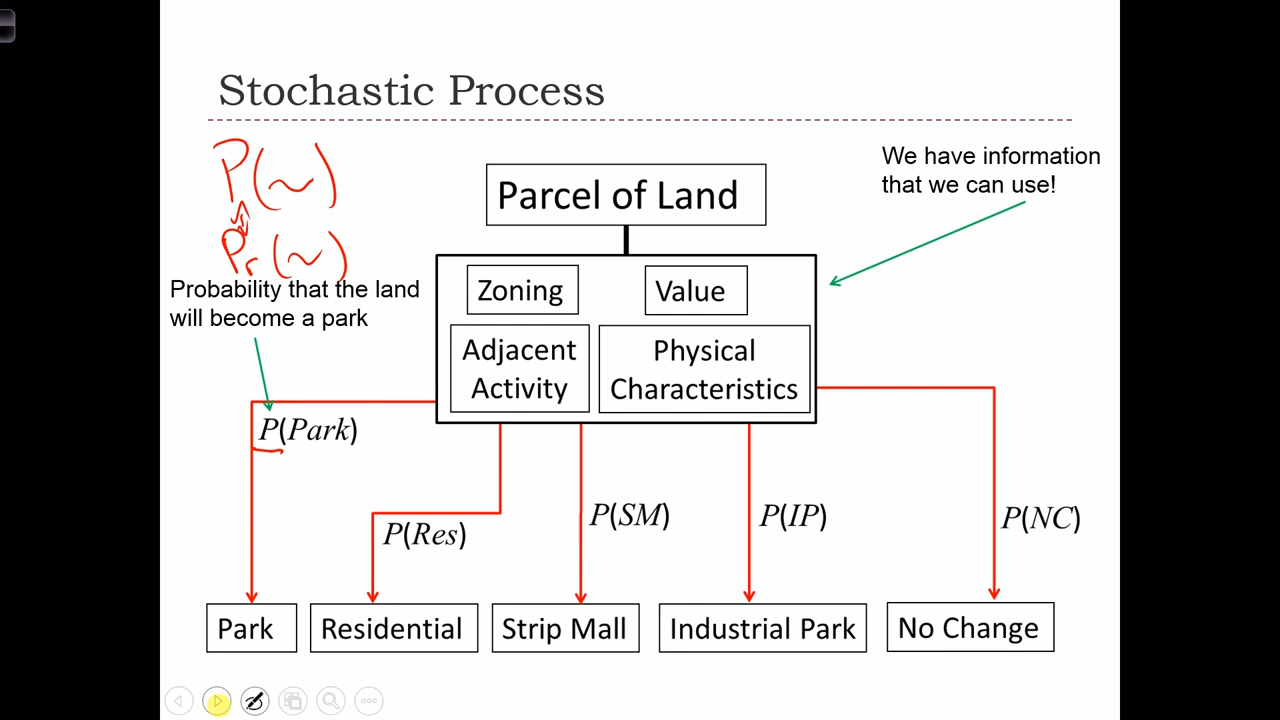 Stochastic Process
P(~)
Pr(~)
We have information
that we can use!
Parcel of Land
Zoning
Value
Adjacent
Activity
Physical
Characteristics
Probability that the land
will become a park
P(Park)
P(Res)
P(SM)
P(IP)
P(NC)
Park
Residential
Strip Mall
Industrial Park
No Change